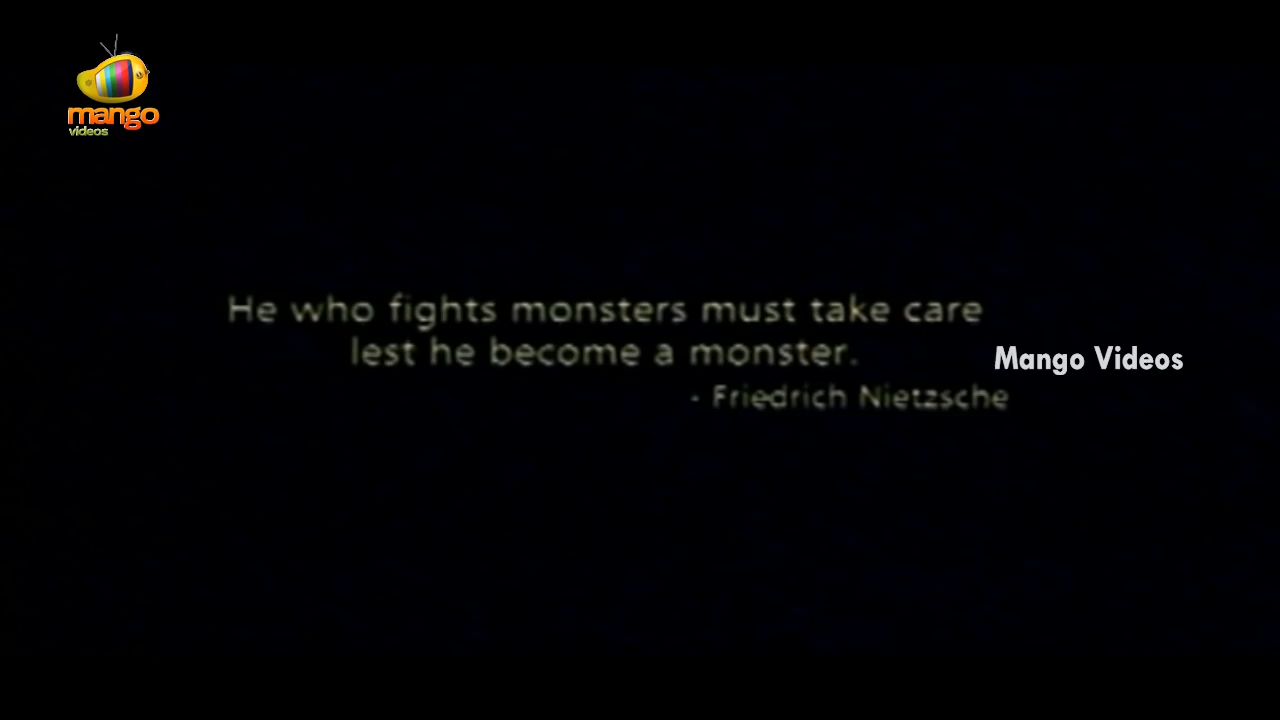 mango
videos
He who fights monsters must take care
lest he become a monster.
Mango Videos
- Friedrich Nietzsche